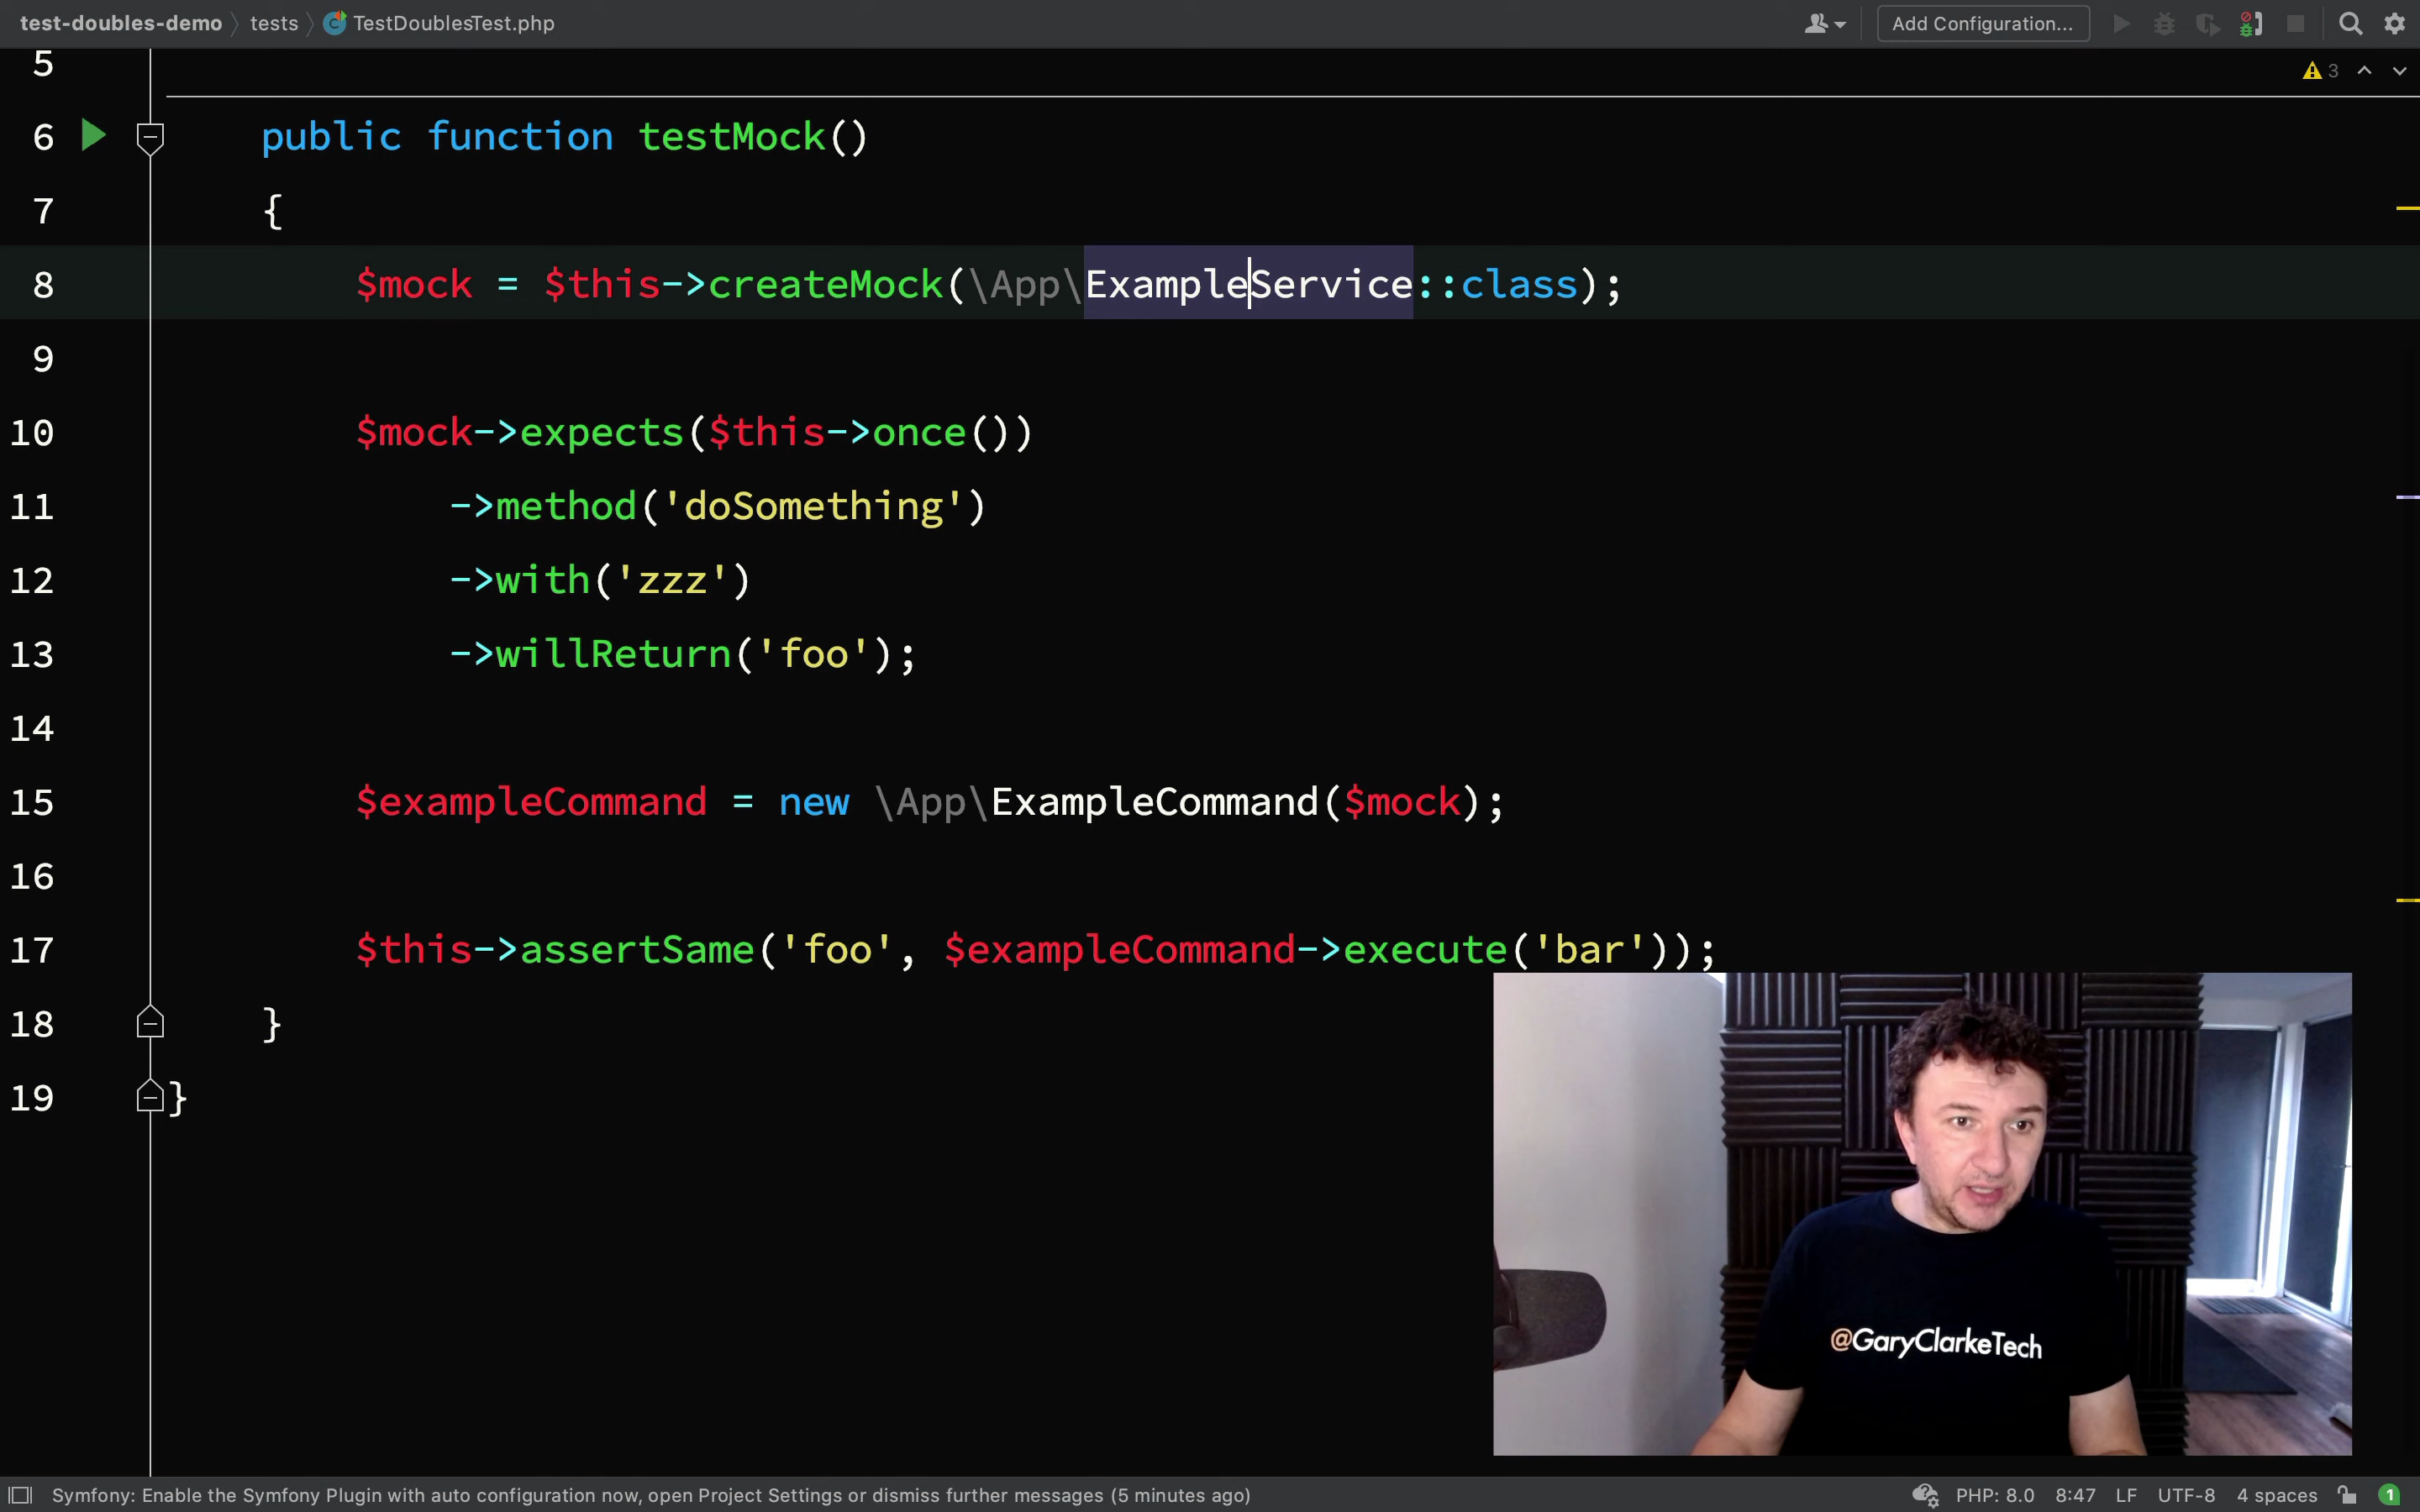 test-doubles-demo tests TestDoublesTest.php Add Configuration...
5 3
6 public function testMock()
7 {
8 $mock = $this->createMock(\App\ExampleService::class);
9
10 $mock->expects($this->once())
11 ->method('doSomething')
12 ->with('zzz')
13 ->willReturn('foo');
14
15 $exampleCommand = new \App\ExampleCommand($mock);
16
17 $this->assertSame('foo', $exampleCommand->execute('bar'));
18 }
19 }
@GaryClarkeTech
Symfony: Enable the Symfony Plugin with auto configuration now, open Project Settings or dismiss further messages (5 minutes ago) PHP: 8.0 8:47 LF UTF-8 4 spaces 1